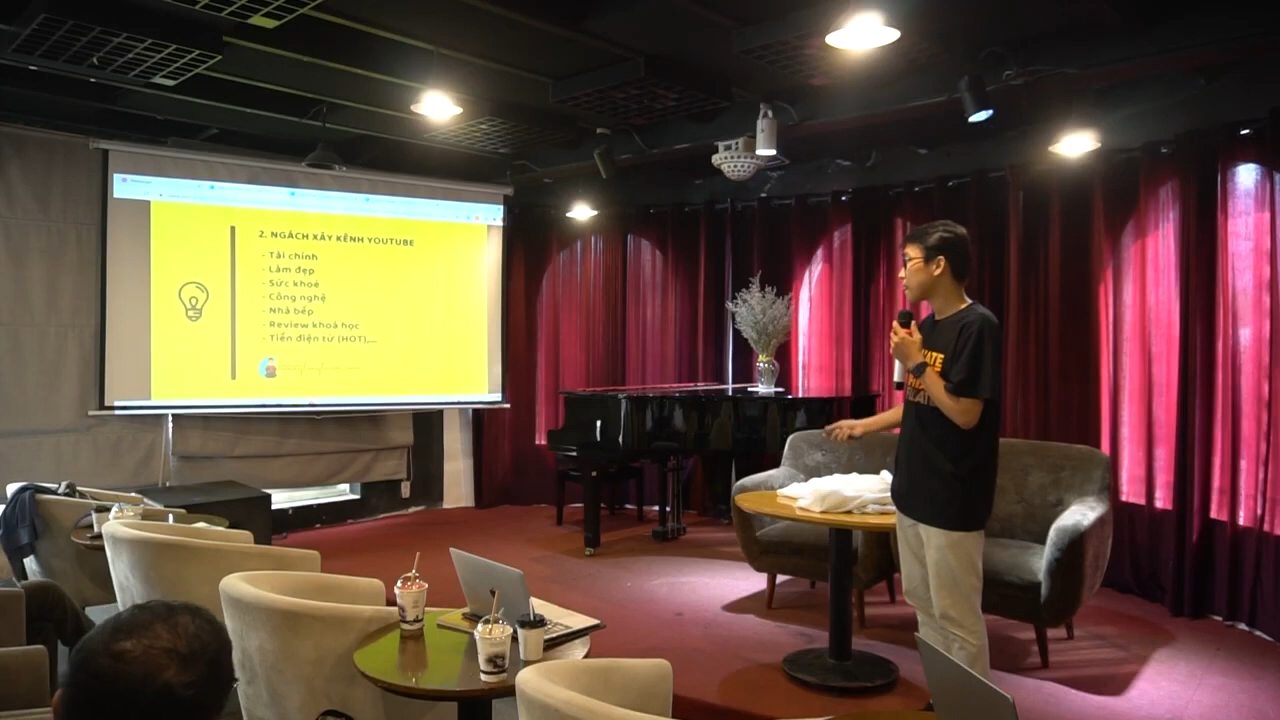 2. NGÁCH XÂY KÊNH YOUTUBE
- Tài chính
- Làm đẹp
- Sức khoẻ
- Công nghệ
- Nhà bếp
- Review khoá học
- Tiền điện tử (HOT),...